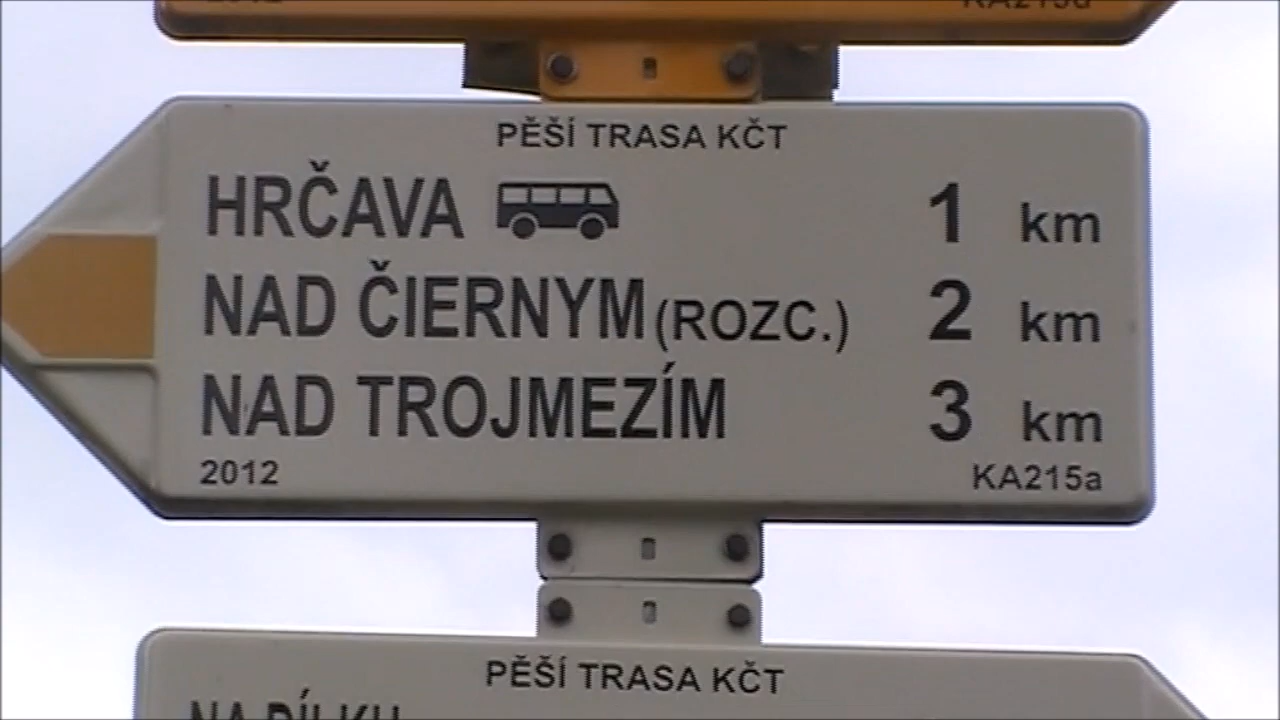 PĚŠÍ TRASA KČT
HRČAVA 1 km
NAD ČIERNYM (ROZC.) 2 km
NAD TROJMEZÍM 3 km
2012 KA215a
PĚŠÍ TRASA KČT